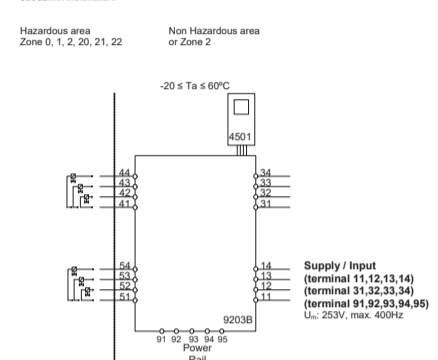 Hazardous area
Zone 0, 1, 2, 20, 21, 22
Non Hazardous area
or Zone 2
-20 ≤ Ta ≤ 60ºC
4501
44
43
42
41
34
33
32
31
54
53
52
51
14
13
12
11
Supply / Input
(terminal 11,12,13,14)
(terminal 31,32,33,34)
(terminal 91,92,93,94,95)
Um: 253V, max. 400Hz
9203B
91 92 93 94 95
Power
Rail